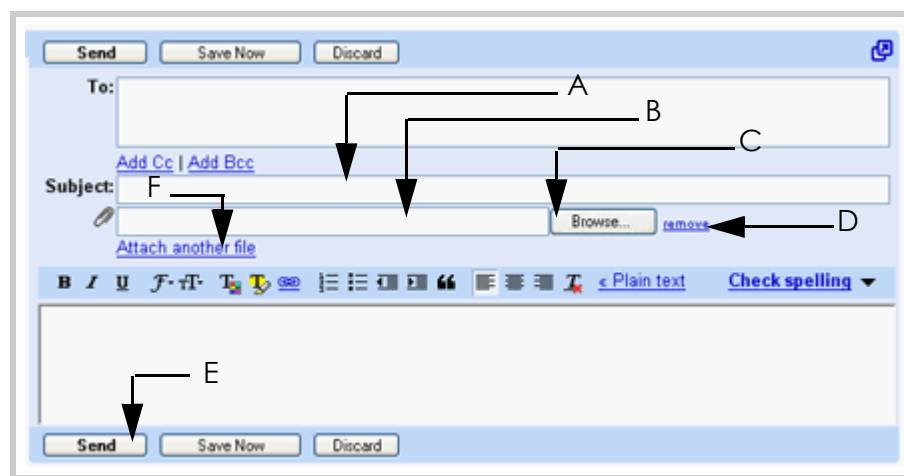 Send Save Now Discard
To: A
B
Add Cc | Add Bcc C
Subject: F
Browse... remove D
Attach another file
B I U F T T T « Plain text Check spelling
E
Send Save Now Discard